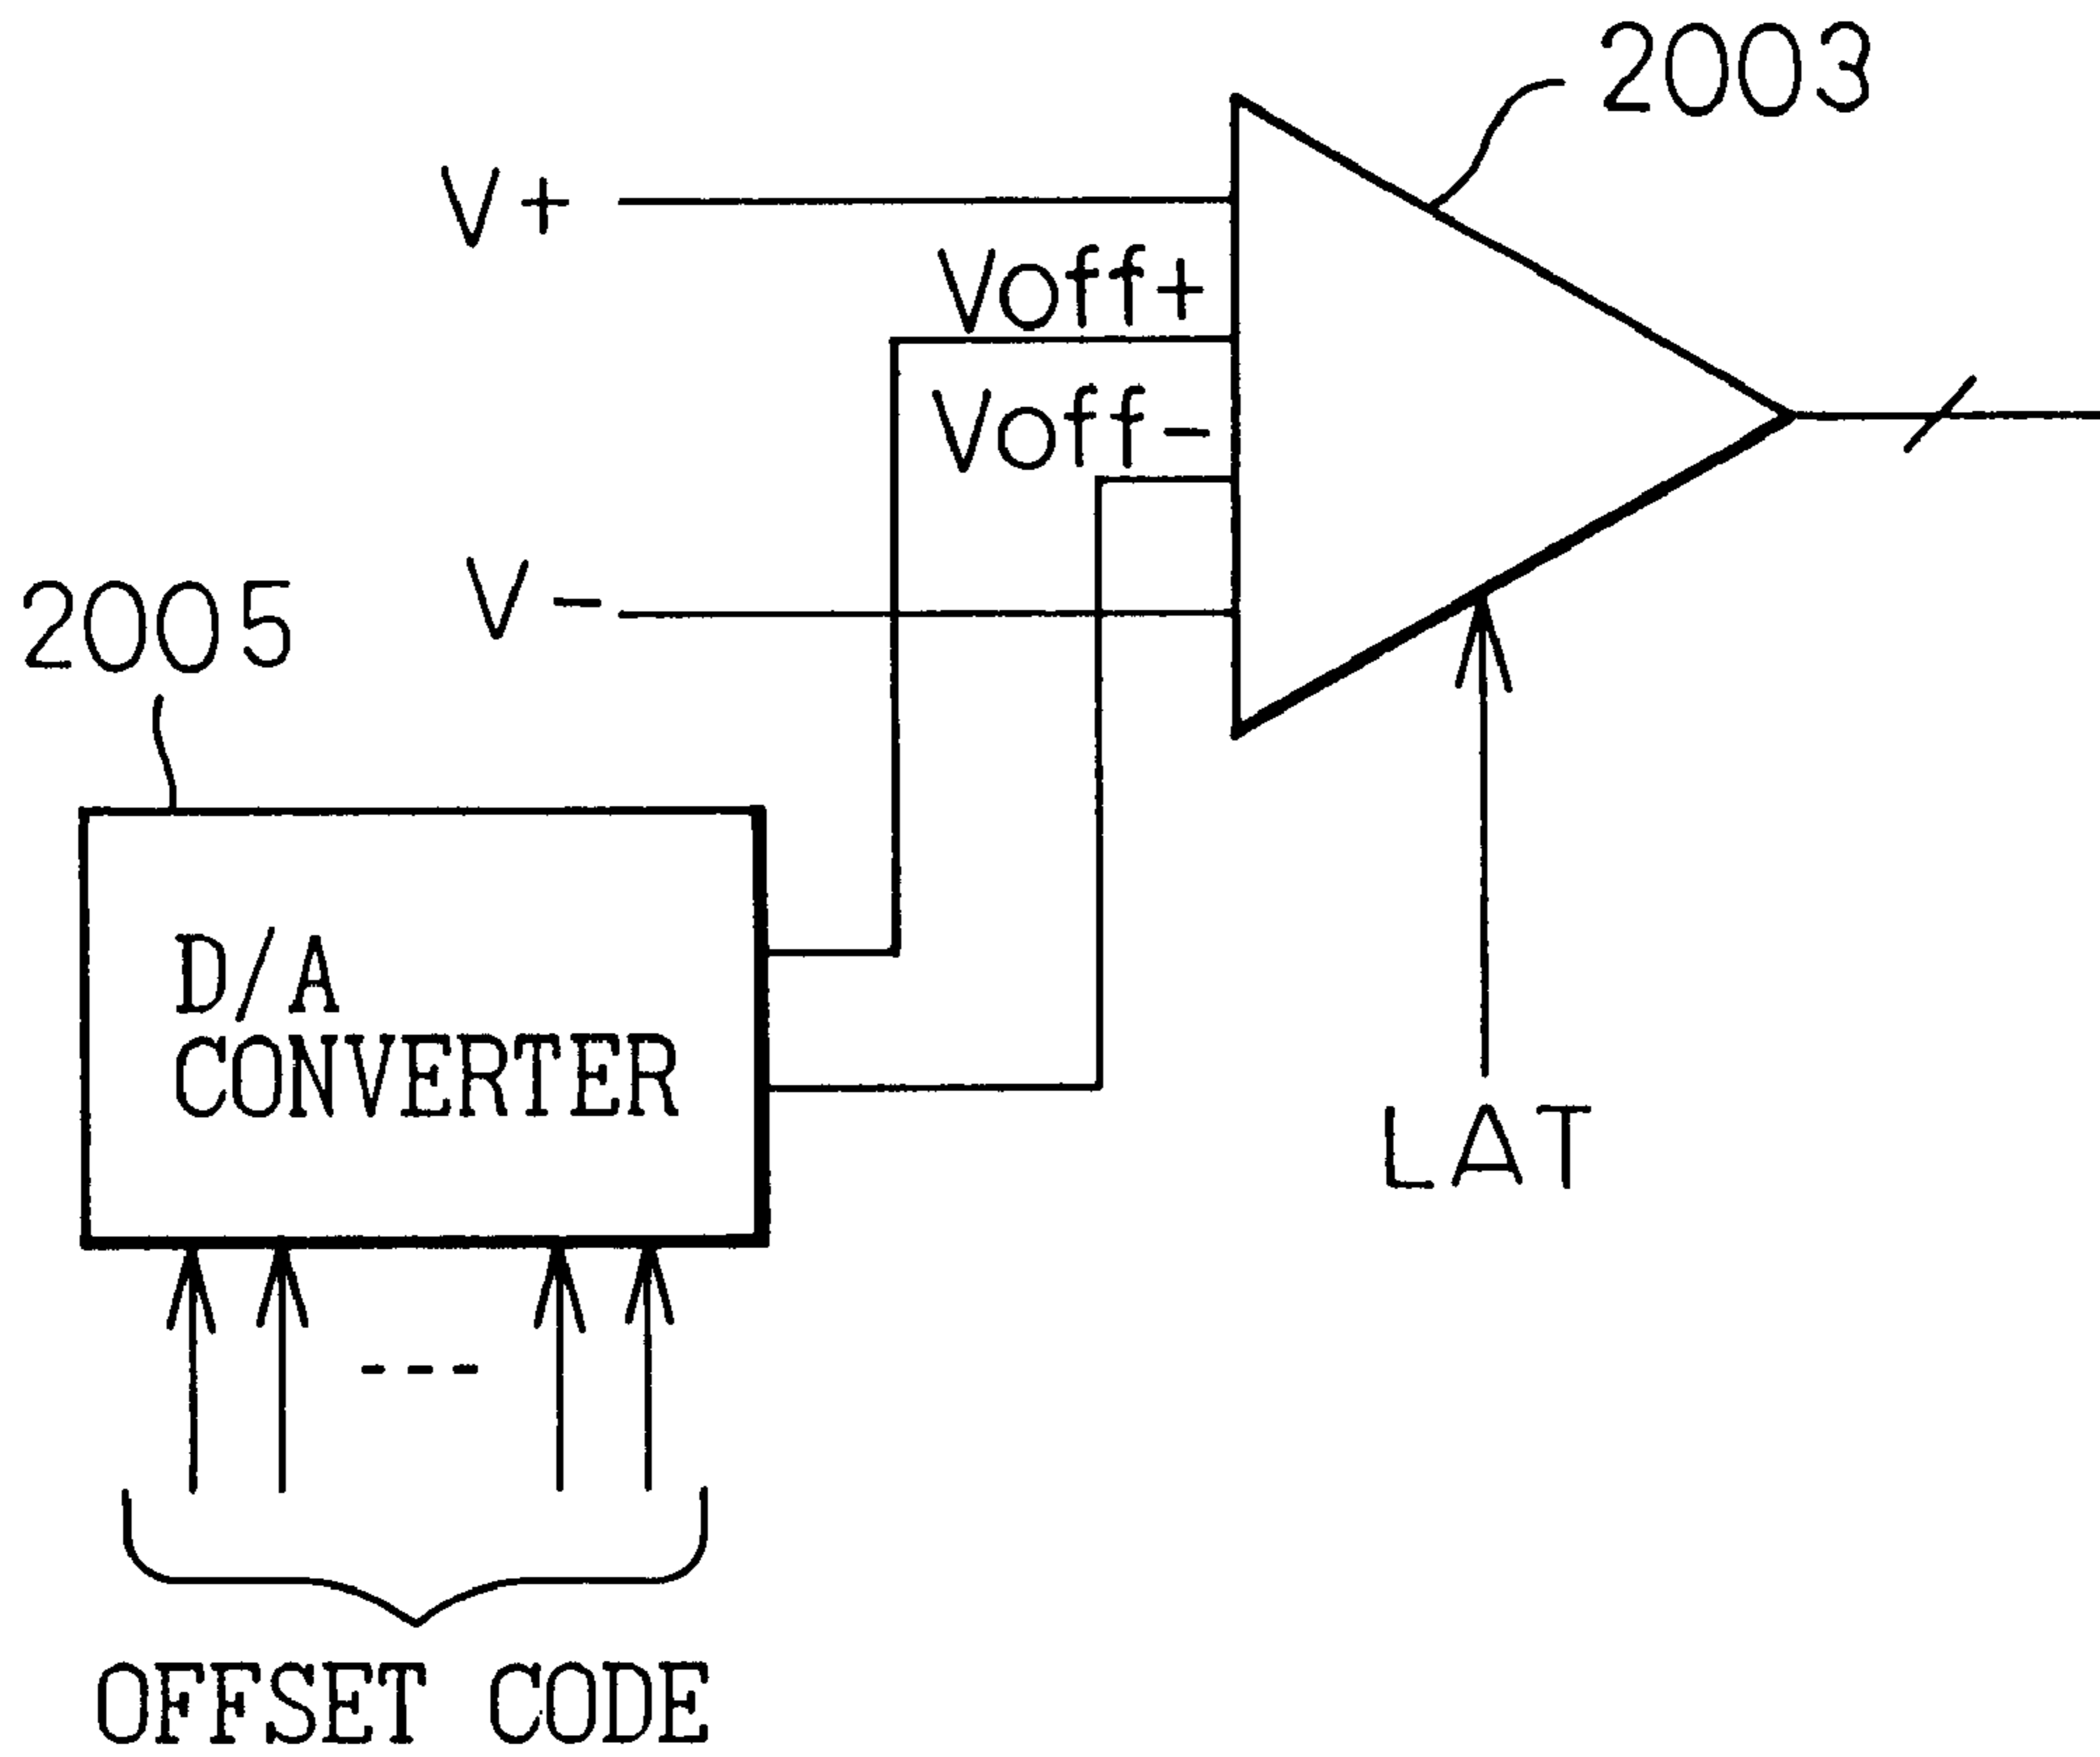 2003
V+
Voff+
Voff-
V-
2005
D/A
CONVERTER
LAT
---
OFFSET CODE